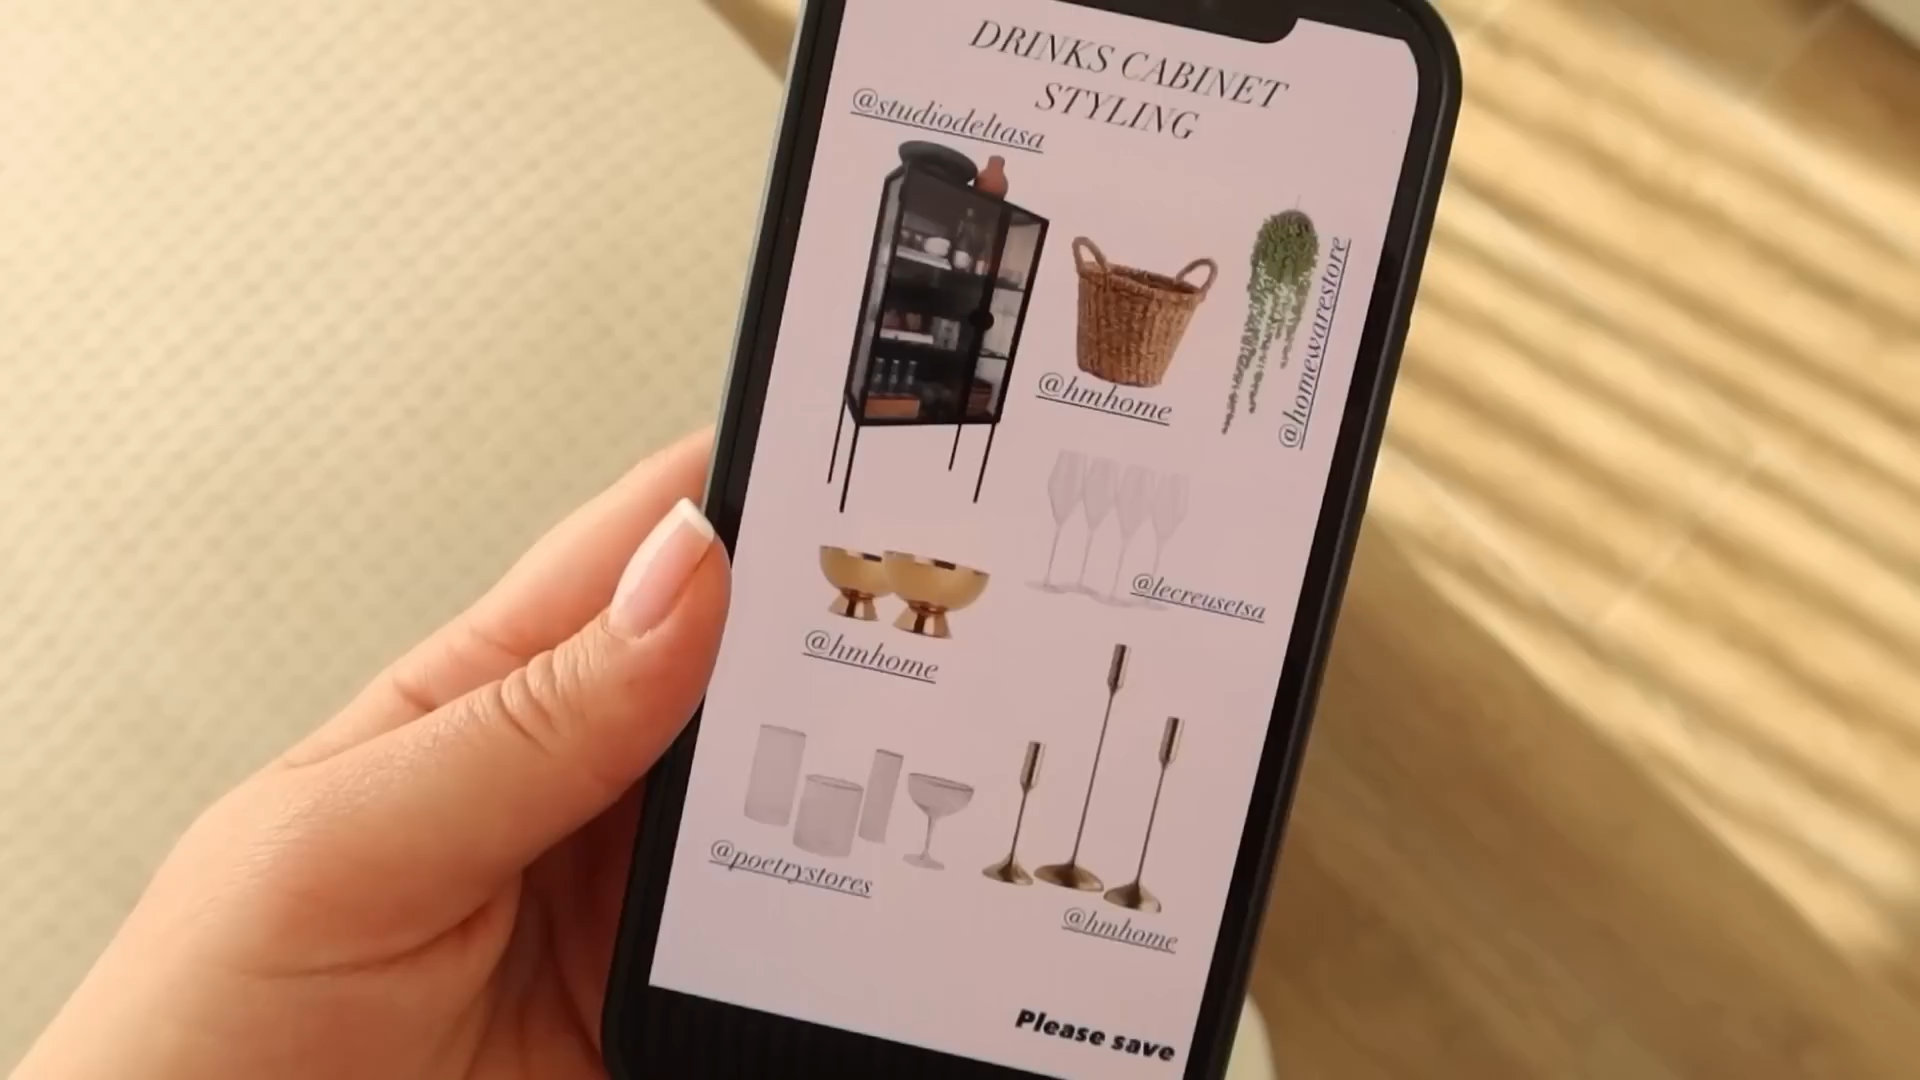 DRINKS CABINET
STYLING
@studiodeltasa
@hmhome
@homewarestore
@lecreusetsa
@hmhome
@poetrystores
@hmhome
Please save